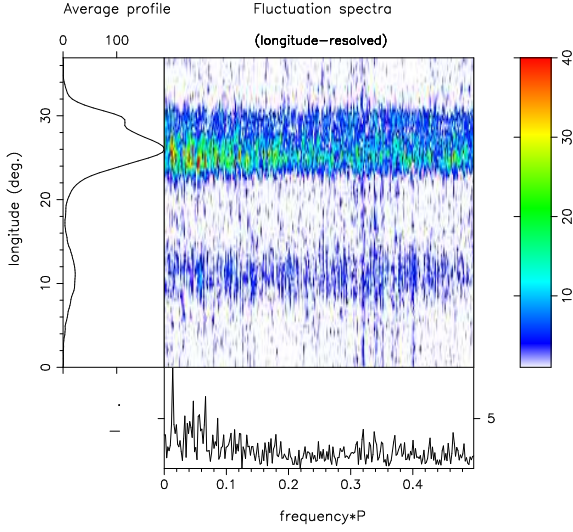 Average profile Fluctuation spectra
0 100 (longitude-resolved) 40
30
30
20
20
10
10
0
longitude (deg.)
5
0 0.1 0.2 0.3 0.4
frequency*P